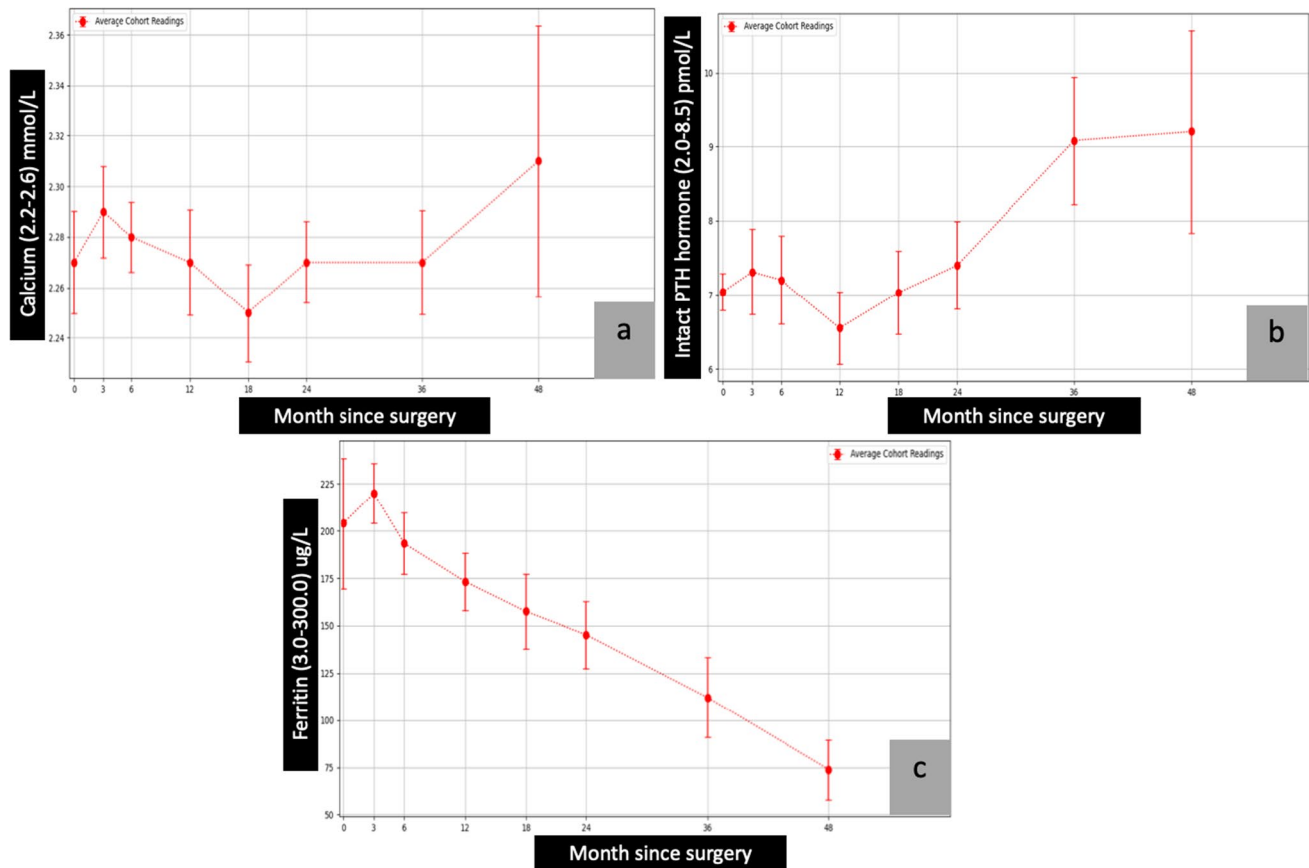 Average Cohort Readings
2.36
2.34
2.32
2.30
2.28
2.26
2.24
Calcium (2.2-2.6) mmol/L
0 3 6 12 18 24 36 48
Month since surgery
a
Average Cohort Readings
10
9
8
7
6
Intact PTH hormone (2.0-8.5) pmol/L
0 3 6 12 18 24 36 48
Month since surgery
b
Average Cohort Readings
225
200
175
150
125
100
75
50
Ferritin (3.0-300.0) ug/L
0 3 6 12 18 24 36 48
Month since surgery
c